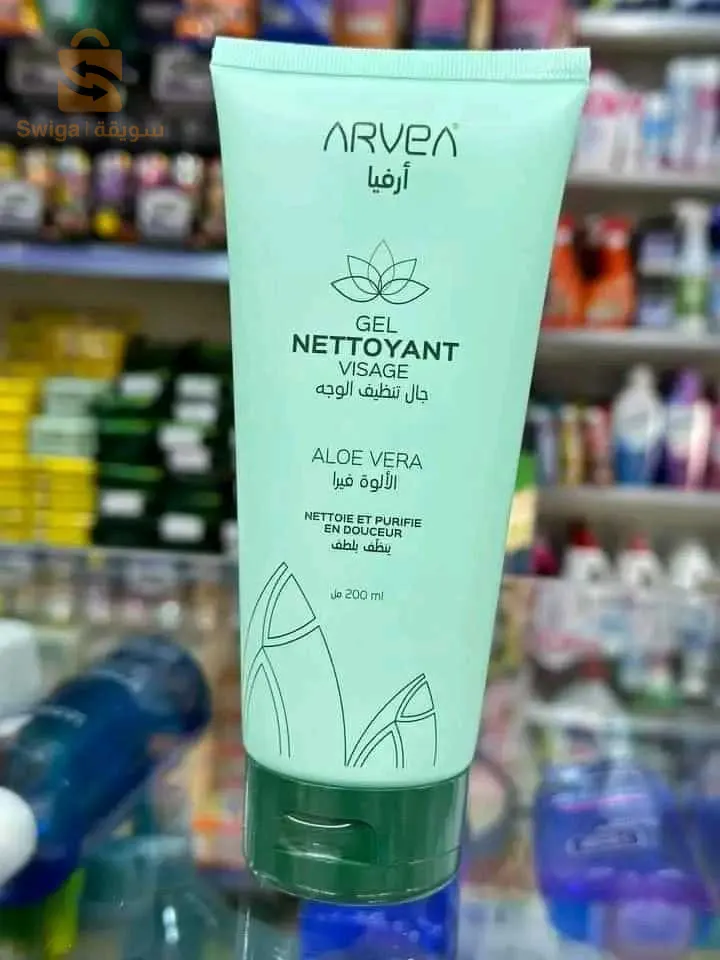 Swiga | سويقة
ARVEA
أرفيا
GEL
NETTOYANT
VISAGE
جال تنظيف الوجه
ALOE VERA
الألوة فيرا
NETTOIE ET PURIFIE
EN DOUCEUR
ينظّف بلطف
200 ml مل